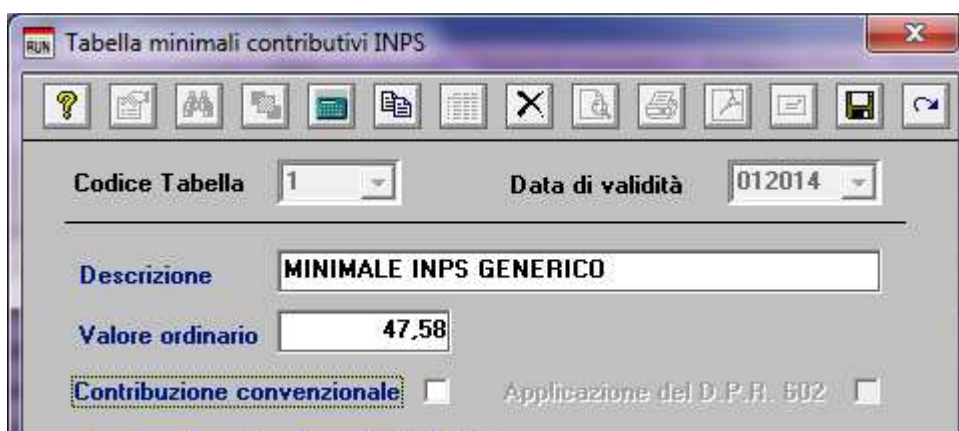 RUN Tabella minimali contributivi INPS
Codice Tabella 1 Data di validità 012014
Descrizione MINIMALE INPS GENERICO
Valore ordinario 47,58
Contribuzione convenzionale Applicazione del D.P.R. 602